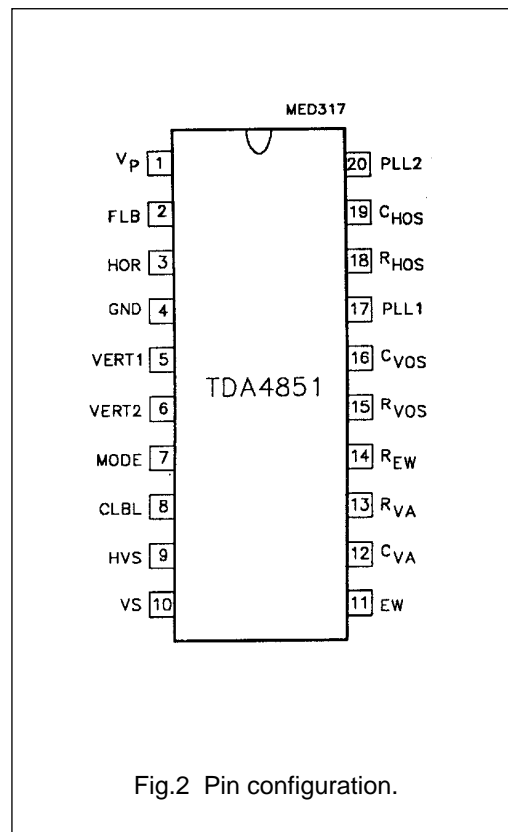 MED317
VP 1 20 PLL2
FLB 2 19 CHOS
HOR 3 18 RHOS
GND 4 17 PLL1
VERT1 5 16 CVOS
TDA4851
VERT2 6 15 RVOS
MODE 7 14 REW
CLBL 8 13 RVA
HVS 9 12 CVA
VS 10 11 EW
Fig.2 Pin configuration.